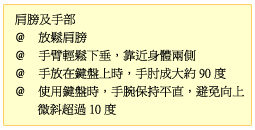 肩膀及手部
@ 放鬆肩膀
@ 手臂輕鬆下垂，靠近身體兩側
@ 手放在鍵盤上時，手肘成大約 90 度
@ 使用鍵盤時，手腕保持平直，避免向上
微斜超過 10 度